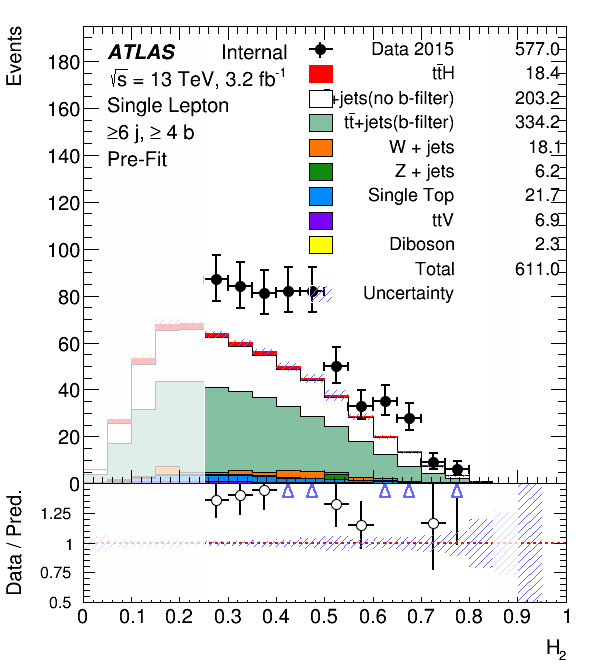 Events
180
160
140
120
100
80
60
40
20
0
ATLAS Internal
√s = 13 TeV, 3.2 fb-1
Single Lepton
≥6 j, ≥ 4 b
Pre-Fit
Data 2015 577.0
tt̄H 18.4
+jets(no b-filter) 203.2
tt̄+jets(b-filter) 334.2
W + jets 18.1
Z + jets 6.2
Single Top 21.7
ttV 6.9
Diboson 2.3
Total 611.0
Uncertainty
Data / Pred.
1.25
1
0.75
0.5
0 0.1 0.2 0.3 0.4 0.5 0.6 0.7 0.8 0.9 1
H2